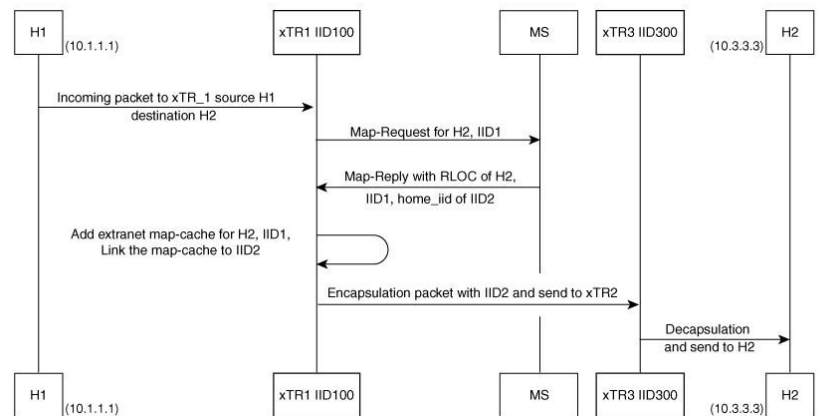 H1
(10.1.1.1)
xTR1 IID100
MS
xTR3 IID300
(10.3.3.3)
H2
Incoming packet to xTR_1 source H1
destination H2
Map-Request for H2, IID1
Map-Reply with RLOC of H2,
IID1, home_iid of IID2
Add extranet map-cache for H2, IID1,
Link the map-cache to IID2
Encapsulation packet with IID2 and send to xTR2
Decapsulation
and send to H2
H1
(10.1.1.1)
xTR1 IID100
MS
xTR3 IID300
(10.3.3.3)
H2